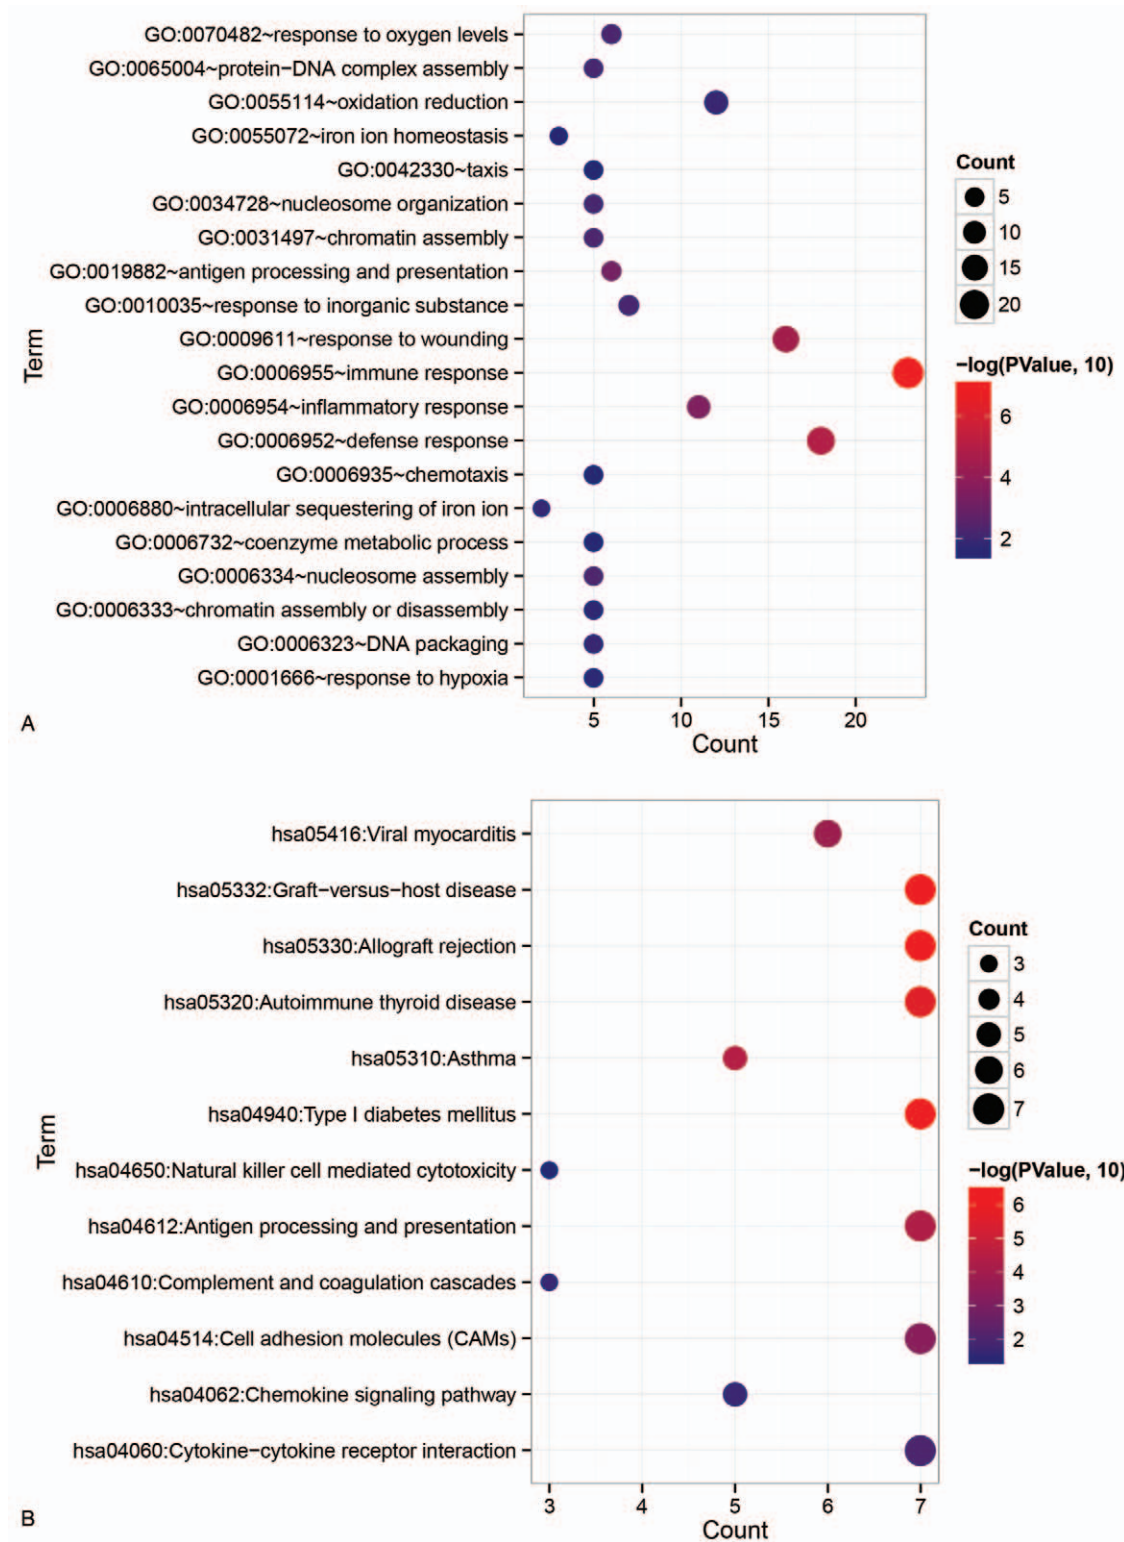 GO:0070482~response to oxygen levels
GO:0065004~protein−DNA complex assembly
GO:0055114~oxidation reduction
GO:0055072~iron ion homeostasis
GO:0042330~taxis
GO:0034728~nucleosome organization
GO:0031497~chromatin assembly
GO:0019882~antigen processing and presentation
GO:0010035~response to inorganic substance
GO:0009611~response to wounding
GO:0006955~immune response
GO:0006954~inflammatory response
GO:0006952~defense response
GO:0006935~chemotaxis
GO:0006880~intracellular sequestering of iron ion
GO:0006732~coenzyme metabolic process
GO:0006334~nucleosome assembly
GO:0006333~chromatin assembly or disassembly
GO:0006323~DNA packaging
GO:0001666~response to hypoxia
Term
5 10 15 20
Count
Count
5
10
15
20
−log(PValue, 10)
6
4
2
A
hsa05416:Viral myocarditis
hsa05332:Graft−versus−host disease
hsa05330:Allograft rejection
hsa05320:Autoimmune thyroid disease
hsa05310:Asthma
hsa04940:Type I diabetes mellitus
hsa04650:Natural killer cell mediated cytotoxicity
hsa04612:Antigen processing and presentation
hsa04610:Complement and coagulation cascades
hsa04514:Cell adhesion molecules (CAMs)
hsa04062:Chemokine signaling pathway
hsa04060:Cytokine−cytokine receptor interaction
Term
3 4 5 6 7
Count
Count
3
4
5
6
7
−log(PValue, 10)
6
5
4
3
2
B